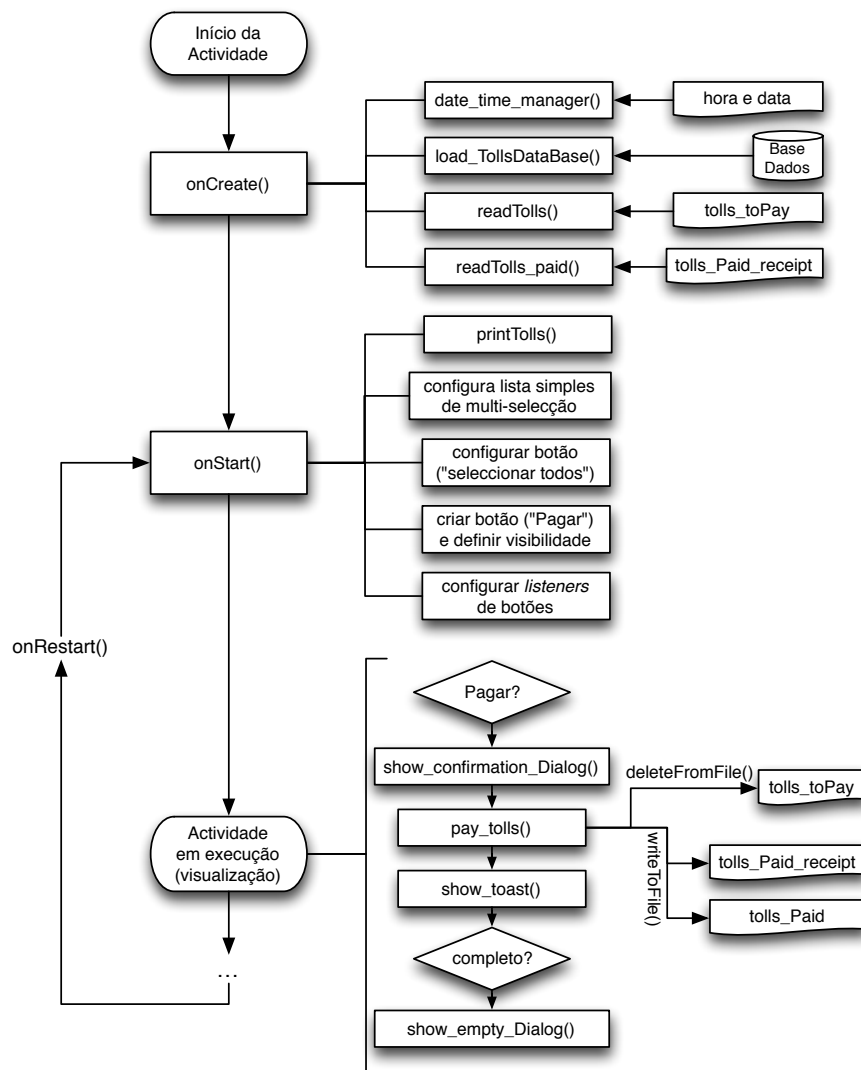 Início da
Actividade
date_time_manager()
hora e data
load_TollsDataBase()
Base
Dados
onCreate()
readTolls()
tolls_toPay
readTolls_paid()
tolls_Paid_receipt
printTolls()
configura lista simples
de multi-selecção
onStart()
configurar botão
("seleccionar todos")
criar botão ("Pagar")
e definir visibilidade
configurar listeners
de botões
onRestart()
Pagar?
show_confirmation_Dialog()
deleteFromFile()
tolls_toPay
Actividade
em execução
(visualização)
pay_tolls()
writeToFile()
tolls_Paid_receipt
show_toast()
tolls_Paid
...
completo?
show_empty_Dialog()